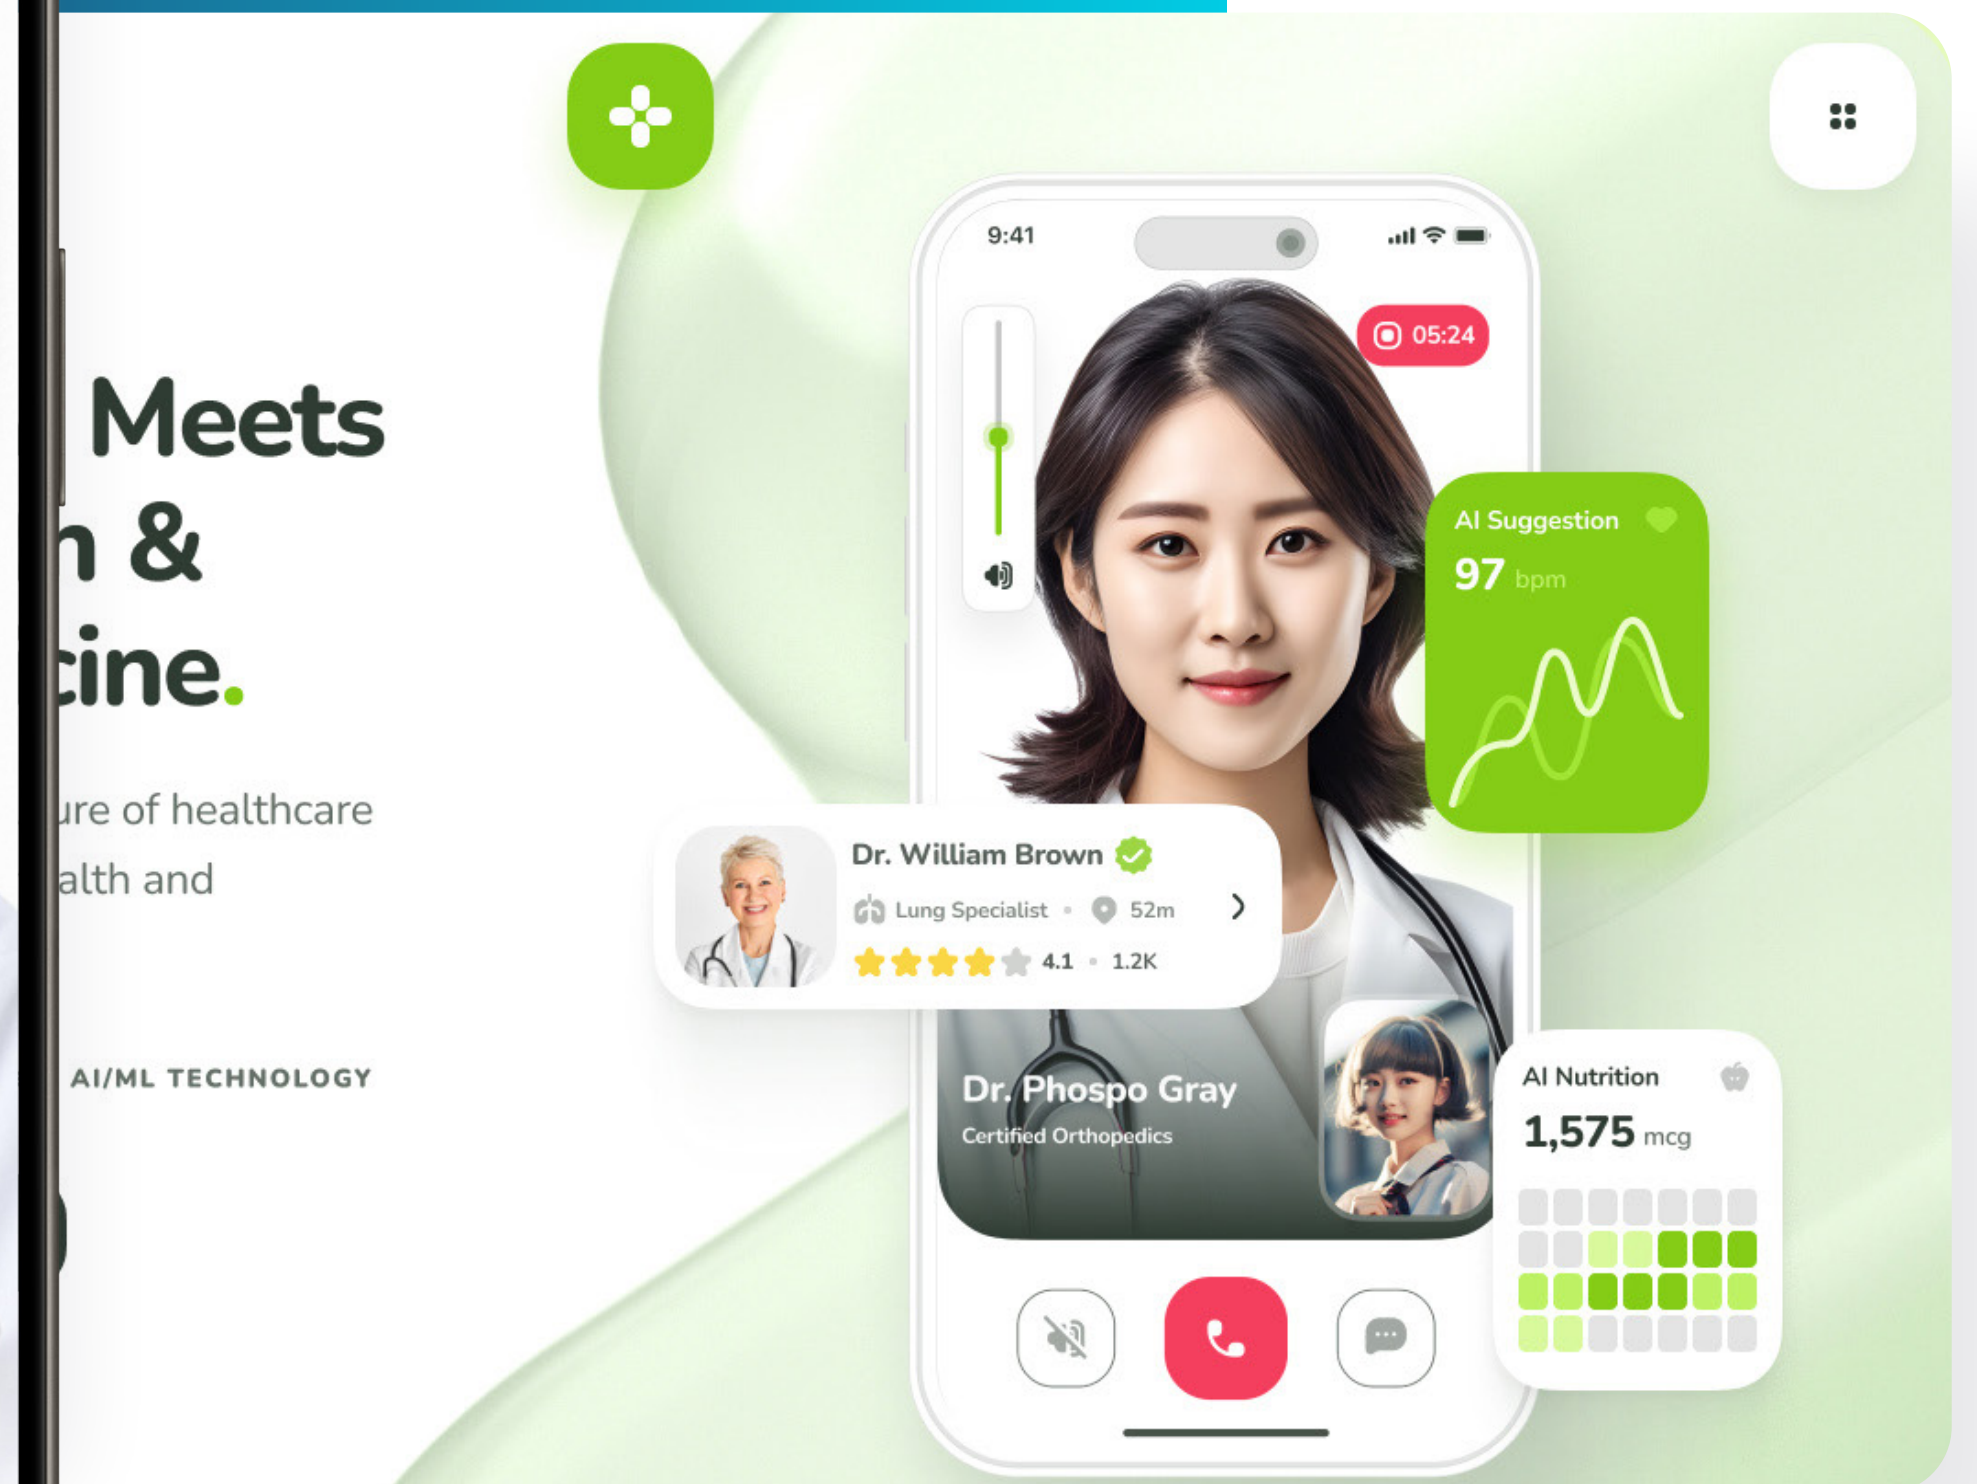 Meets
&
ure of healthcare
alth and
AI/ML TECHNOLOGY
9:41
05:24
AI Suggestion
97 bpm
Dr. William Brown
Lung Specialist • 52m
4.1 • 1.2K
Dr. Phospo Gray
Certified Orthopedics
AI Nutrition
1,575 mcg